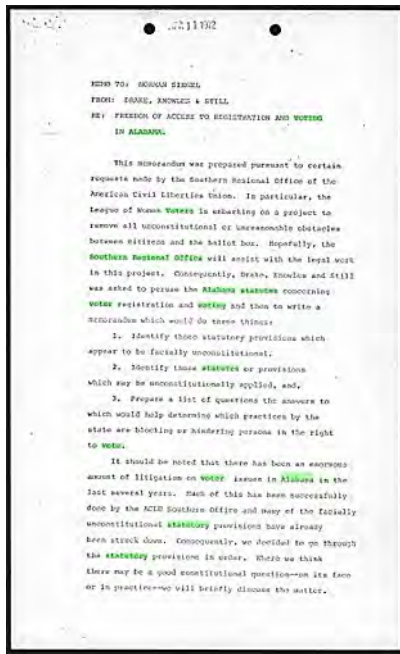 JAN 11 1972
MEMO TO: NORMAN SIEGEL
FROM: DRAKE, KNOWLES & STILL
RE: FREEDOM OF ACCESS TO REGISTRATION AND VOTING
IN ALABAMA.
This memorandum was prepared pursuant to certain
requests made by the Southern Regional Office of the
American Civil Liberties Union. In particular, the
League of Women Voters is embarking on a project to
remove all unconstitutional or unreasonable obstacles
between citizens and the ballot box. Hopefully, the
Southern Regional Office will assist with the legal work
in this project. Consequently, Drake, Knowles and Still
was asked to peruse the Alabama statutes concerning
voter registration and voting and then to write a
memorandum which would do three things:
1. Identify those statutory provisions which
appear to be facially unconstitutional.
2. Identify those statutes or provisions
which may be unconstitutionally applied, and,
3. Prepare a list of questions the answers to
which would help determine which practices by the
state are blocking or hindering persons in the right
to vote.
It should be noted that there has been an enormous
amount of litigation on voter issues in Alabama in the
last several years. Much of this has been successfully
done by the ACLU Southern Office and many of the facially
unconstitutional statutory provisions have already
been struck down. Consequently, we decided to go through
the statutory provisions in order. Where we think
there may be a good constitutional question--on its face
or in practice--we will briefly discuss the matter.